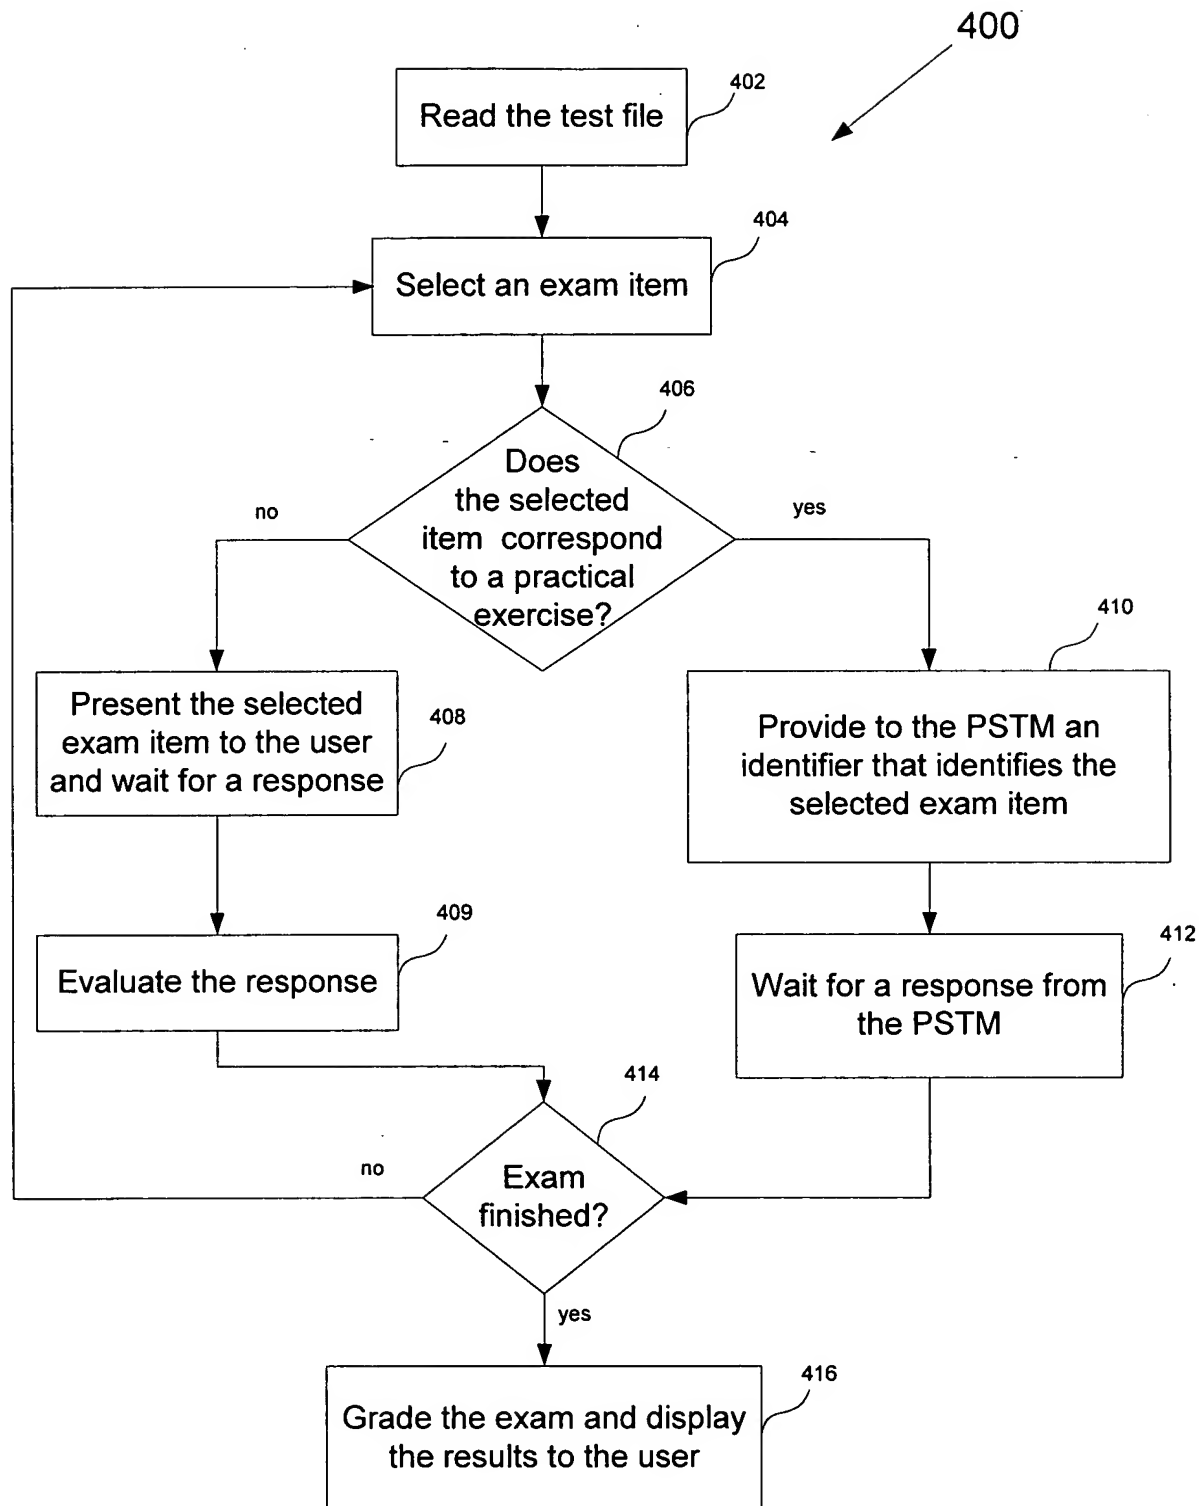 400
402
Read the test file
404
Select an exam item
406
Does
the selected
item correspond
to a practical
exercise?
no
yes
410
Present the selected
exam item to the user
and wait for a response
408
Provide to the PSTM an
identifier that identifies the
selected exam item
409
Evaluate the response
412
Wait for a response from
the PSTM
414
no
Exam
finished?
yes
416
Grade the exam and display
the results to the user